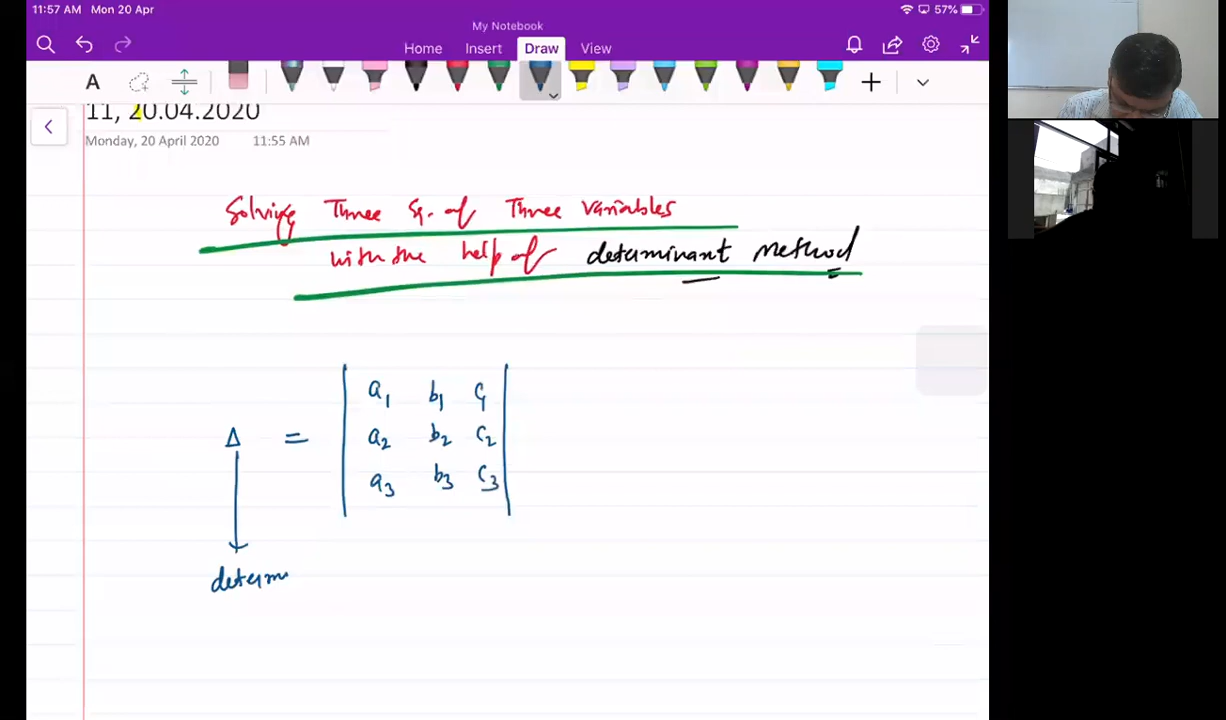 11:57 AM Mon 20 Apr
57%
My Notebook
Home Insert Draw View
A
11, 20.04.2020
Monday, 20 April 2020 11:55 AM
Solving Three Eq. of Three variables
with the help of determinant method
Δ =
a1 b1 c1
a2 b2 c2
a3 b3 c3
determ